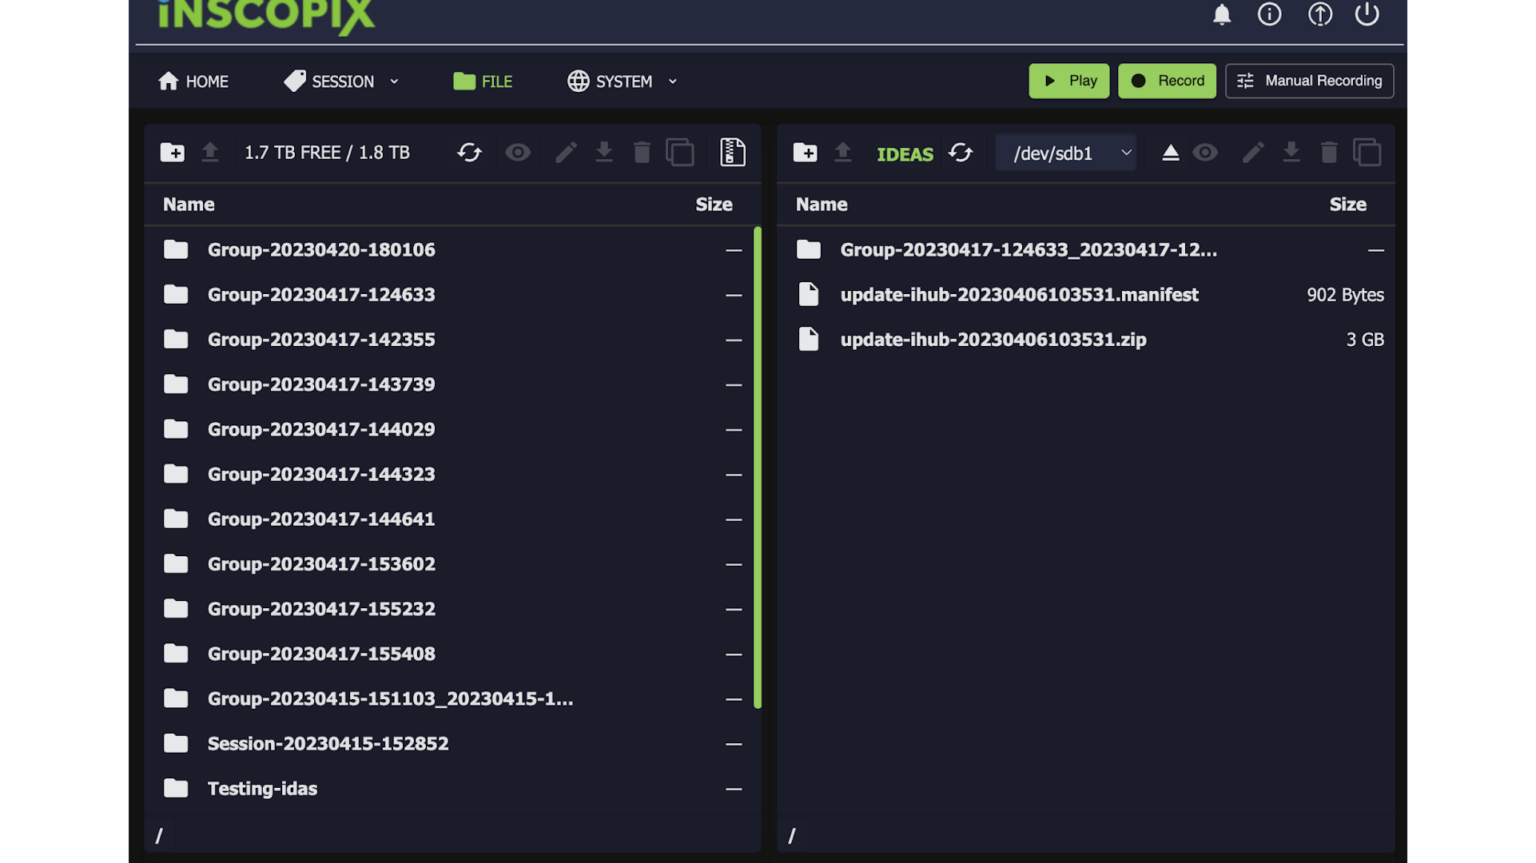 iNSCOPIX
HOME SESSION FILE SYSTEM Play Record Manual Recording
1.7 TB FREE / 1.8 TB
IDEAS /dev/sdb1
Name Size
Group-20230420-180106 —
Group-20230417-124633 —
Group-20230417-142355 —
Group-20230417-143739 —
Group-20230417-144029 —
Group-20230417-144323 —
Group-20230417-144641 —
Group-20230417-153602 —
Group-20230417-155232 —
Group-20230417-155408 —
Group-20230415-151103_20230415-1... —
Session-20230415-152852 —
Testing-idas —
/
Name Size
Group-20230417-124633_20230417-12... —
update-ihub-20230406103531.manifest 902 Bytes
update-ihub-20230406103531.zip 3 GB
/